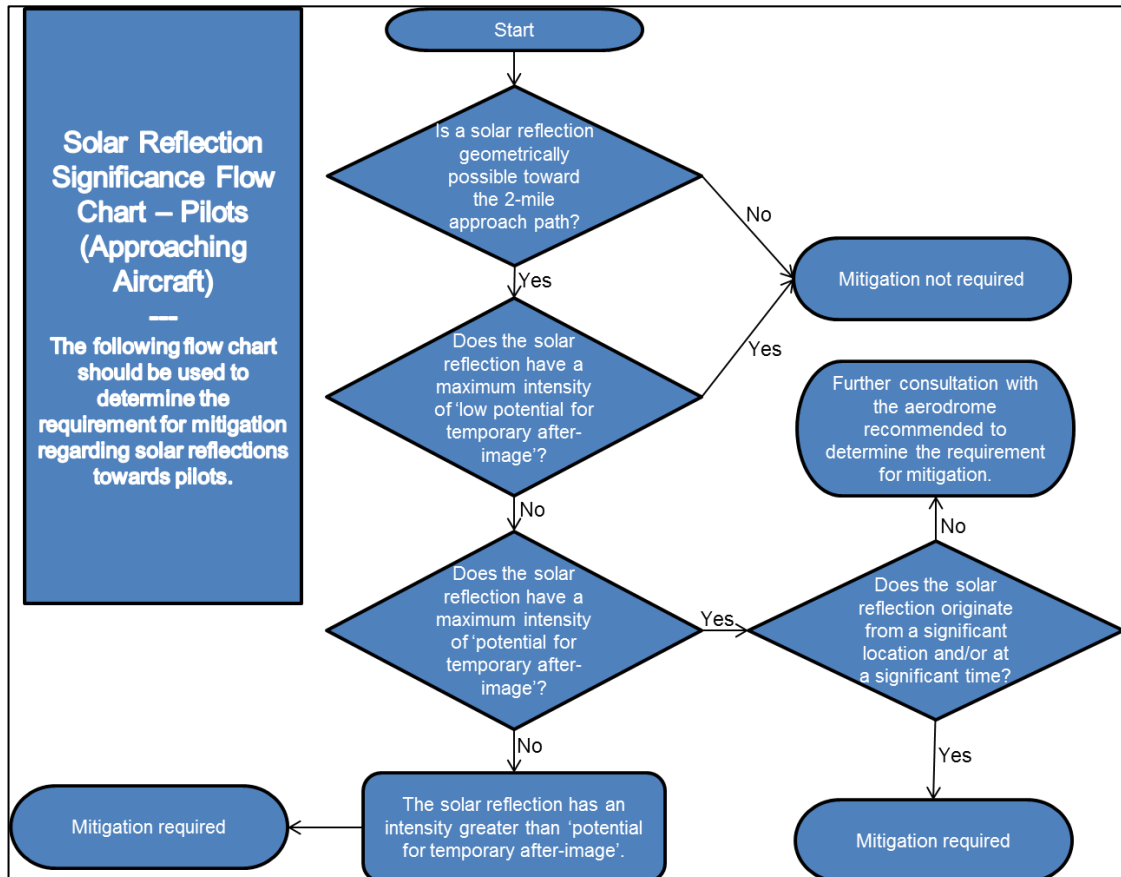 Solar Reflection
Significance Flow
Chart – Pilots
(Approaching
Aircraft)
---
The following flow chart
should be used to
determine the
requirement for mitigation
regarding solar reflections
towards pilots.
Start
Is a solar reflection
geometrically
possible toward
the 2-mile
approach path?
No
Yes
Mitigation not required
Does the solar
reflection have a
maximum intensity
of ‘low potential for
temporary after-
image’?
Yes
No
Further consultation with
the aerodrome
recommended to
determine the requirement
for mitigation.
No
Does the solar
reflection have a
maximum intensity
of ‘potential for
temporary after-
image’?
Yes
Does the solar
reflection originate
from a significant
location and/or at
a significant time?
No
Yes
The solar reflection has an
intensity greater than ‘potential
for temporary after-image’.
Mitigation required
Mitigation required